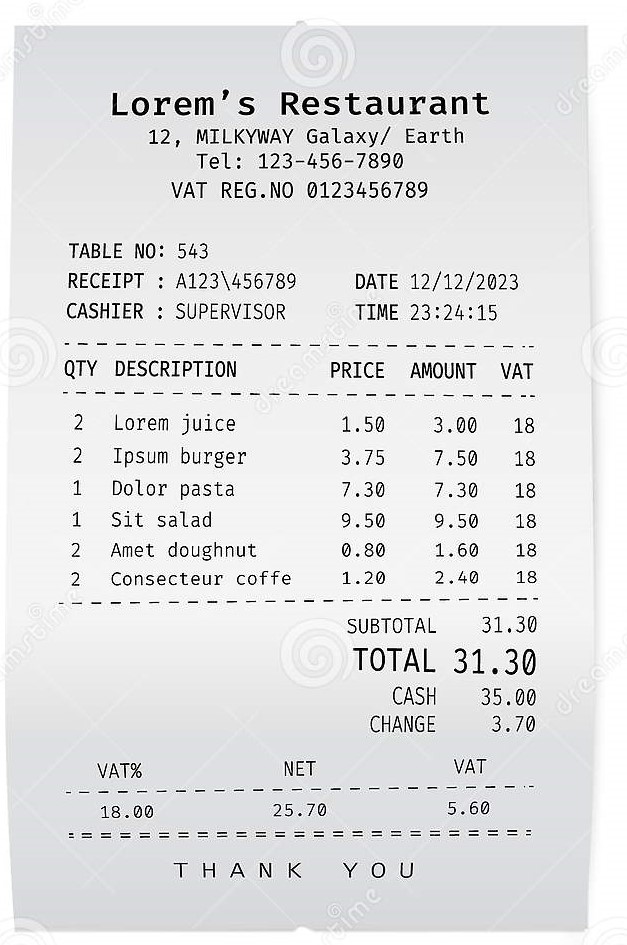 Lorem's Restaurant
12, MILKYWAY Galaxy/ Earth
Tel: 123-456-7890
VAT REG.NO 0123456789
TABLE NO: 543
RECEIPT : A123\456789 DATE 12/12/2023
CASHIER : SUPERVISOR TIME 23:24:15
QTY DESCRIPTION PRICE AMOUNT VAT
2 Lorem juice 1.50 3.00 18
2 Ipsum burger 3.75 7.50 18
1 Dolor pasta 7.30 7.30 18
1 Sit salad 9.50 9.50 18
2 Amet doughnut 0.80 1.60 18
2 Consecteur coffe 1.20 2.40 18
SUBTOTAL 31.30
TOTAL 31.30
CASH 35.00
CHANGE 3.70
VAT% NET VAT
18.00 25.70 5.60
THANK YOU